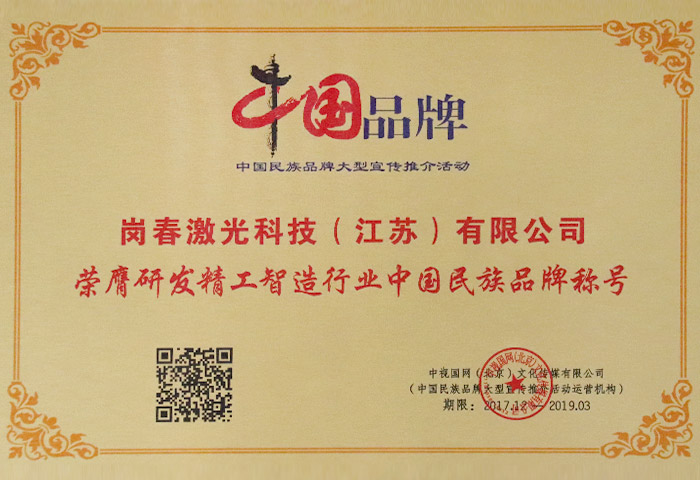 中国品牌
中国民族品牌大型宣传推介活动
岗春激光科技（江苏）有限公司
荣膺研发精工智造行业中国民族品牌称号
中视国网（北京）文化传媒有限公司
（中国民族品牌大型宣传推介活动运营机构）
期限：2017.12—2019.03